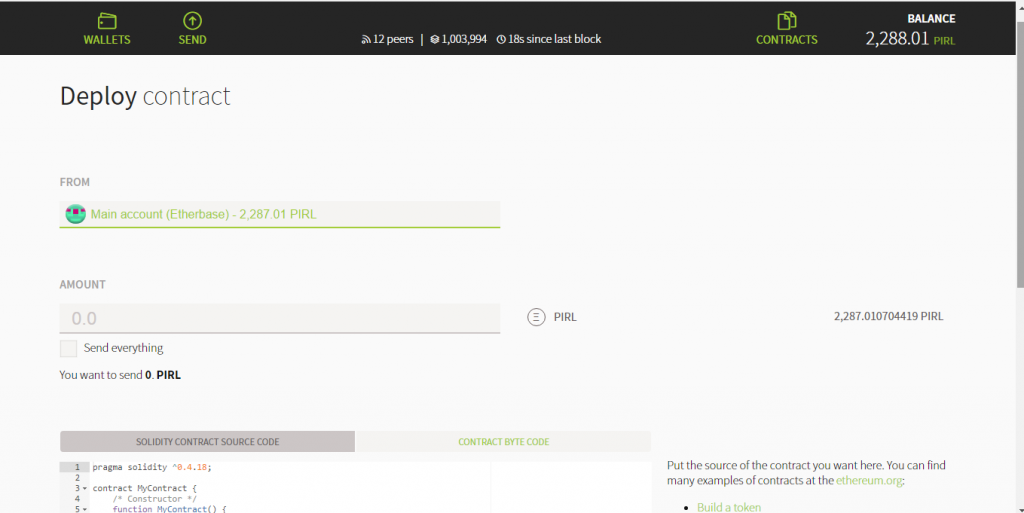 WALLETS
SEND
12 peers | 1,003,994 18s since last block
CONTRACTS
BALANCE
2,288.01 PIRL
Deploy contract
FROM
Main account (Etherbase) - 2,287.01 PIRL
AMOUNT
0.0
PIRL
2,287.010704419 PIRL
Send everything
You want to send 0. PIRL
SOLIDITY CONTRACT SOURCE CODE
CONTRACT BYTE CODE
1 pragma solidity ^0.4.18;
2
3 contract MyContract {
4 /* Constructor */
5 function MyContract() {
Put the source of the contract you want here. You can find
many examples of contracts at the ethereum.org:
• Build a token